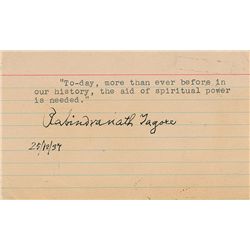 "To-day, more than ever before in
our history, the aid of spiritual power
is needed."
Rabindranath Tagore
25/10/37